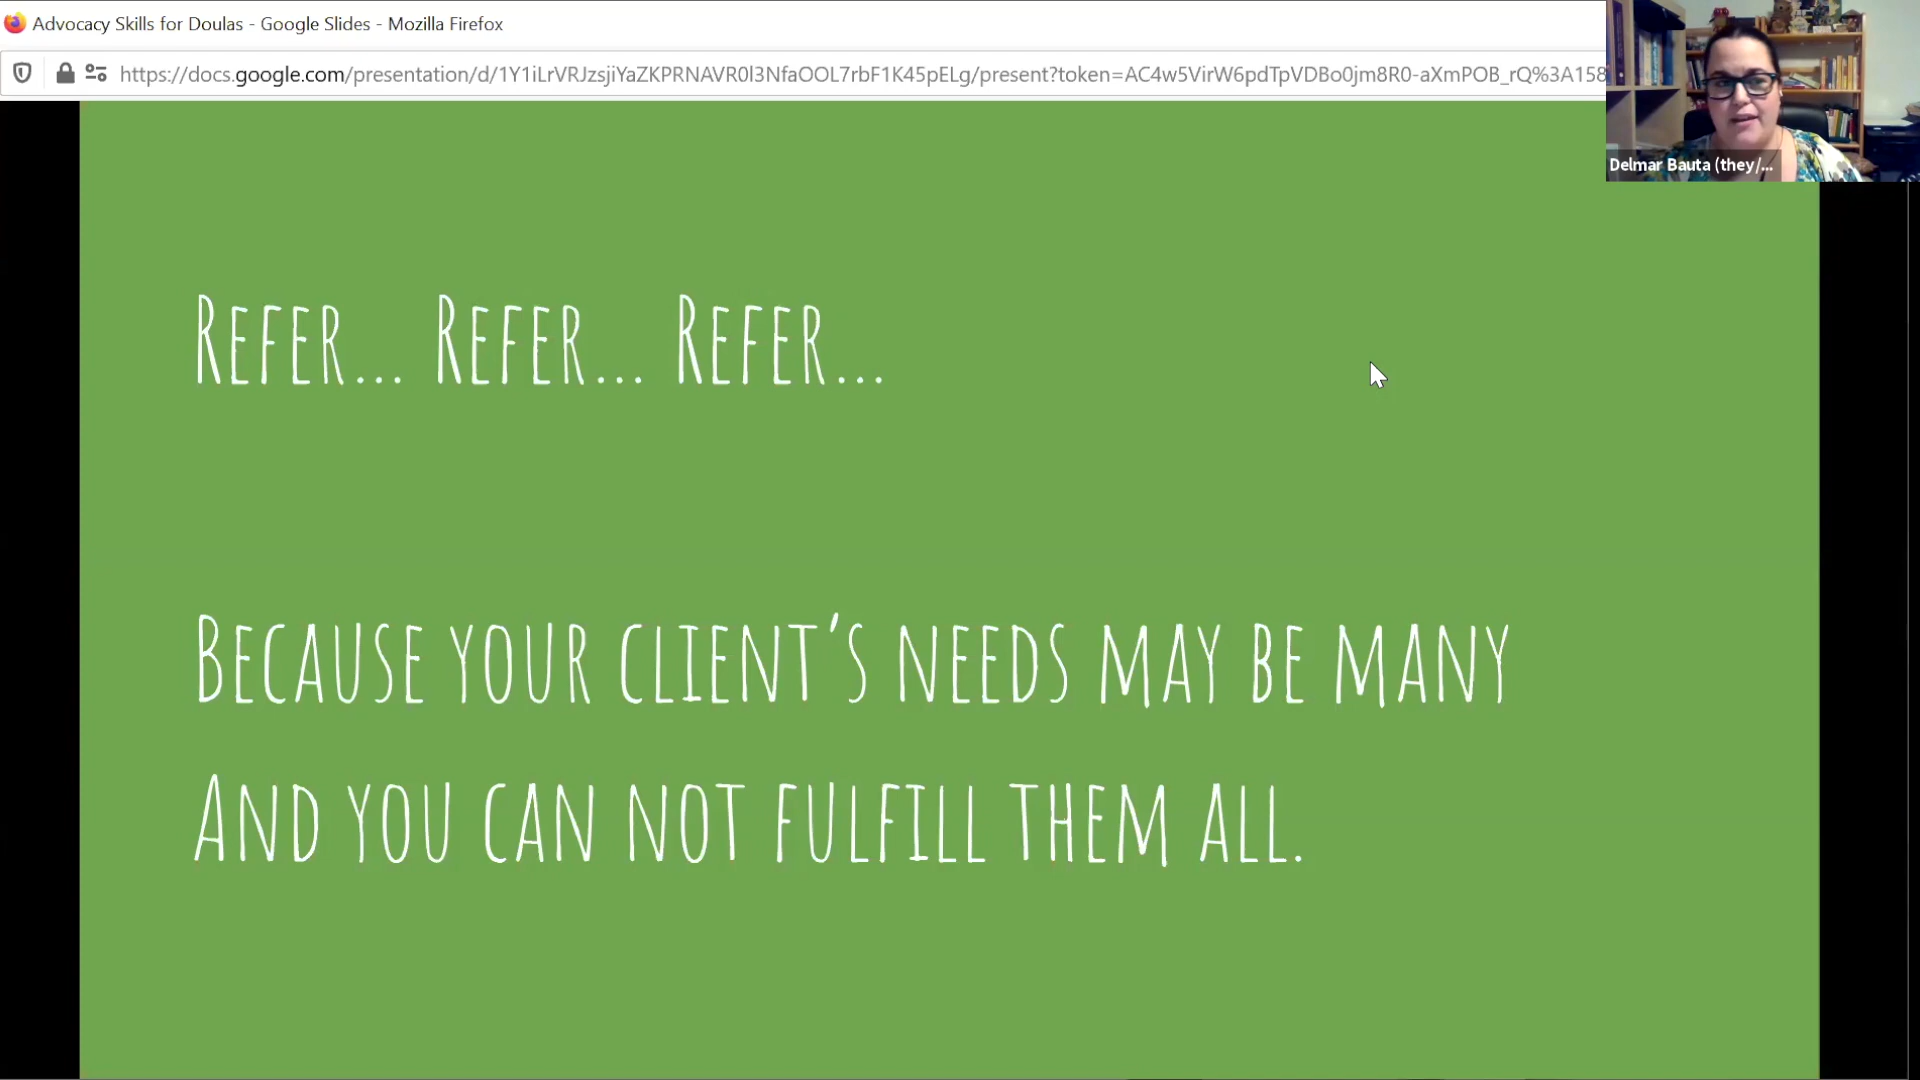 Advocacy Skills for Doulas - Google Slides - Mozilla Firefox
https://docs.google.com/presentation/d/1Y1iLrVRJzsjiYaZKPRNAVR0l3NfaOOL7rbF1K45pELg/present?token=AC4w5VirW6pdTpVDBo0jm8R0-aXmPOB_rQ%3A158
Delmar Bauta (they/...
Refer... Refer... Refer...
Because your client's needs may be many
And you can not fulfill them all.